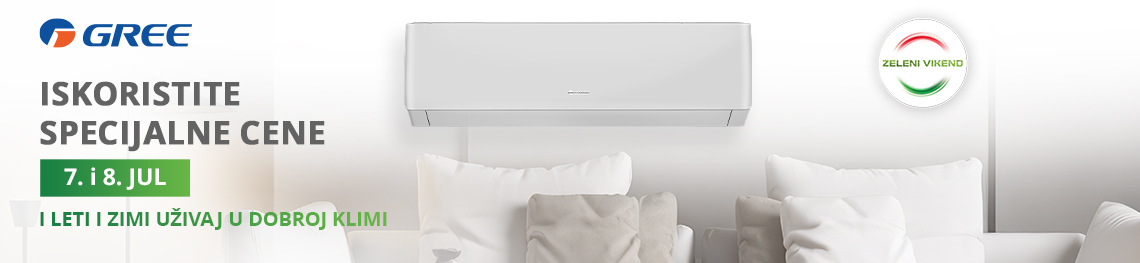 GREE
ISKORISTITE
SPECIJALNE CENE
7. i 8. JUL
I LETI I ZIMI UŽIVAJ U DOBROJ KLIMI
ZELENI VIKEND